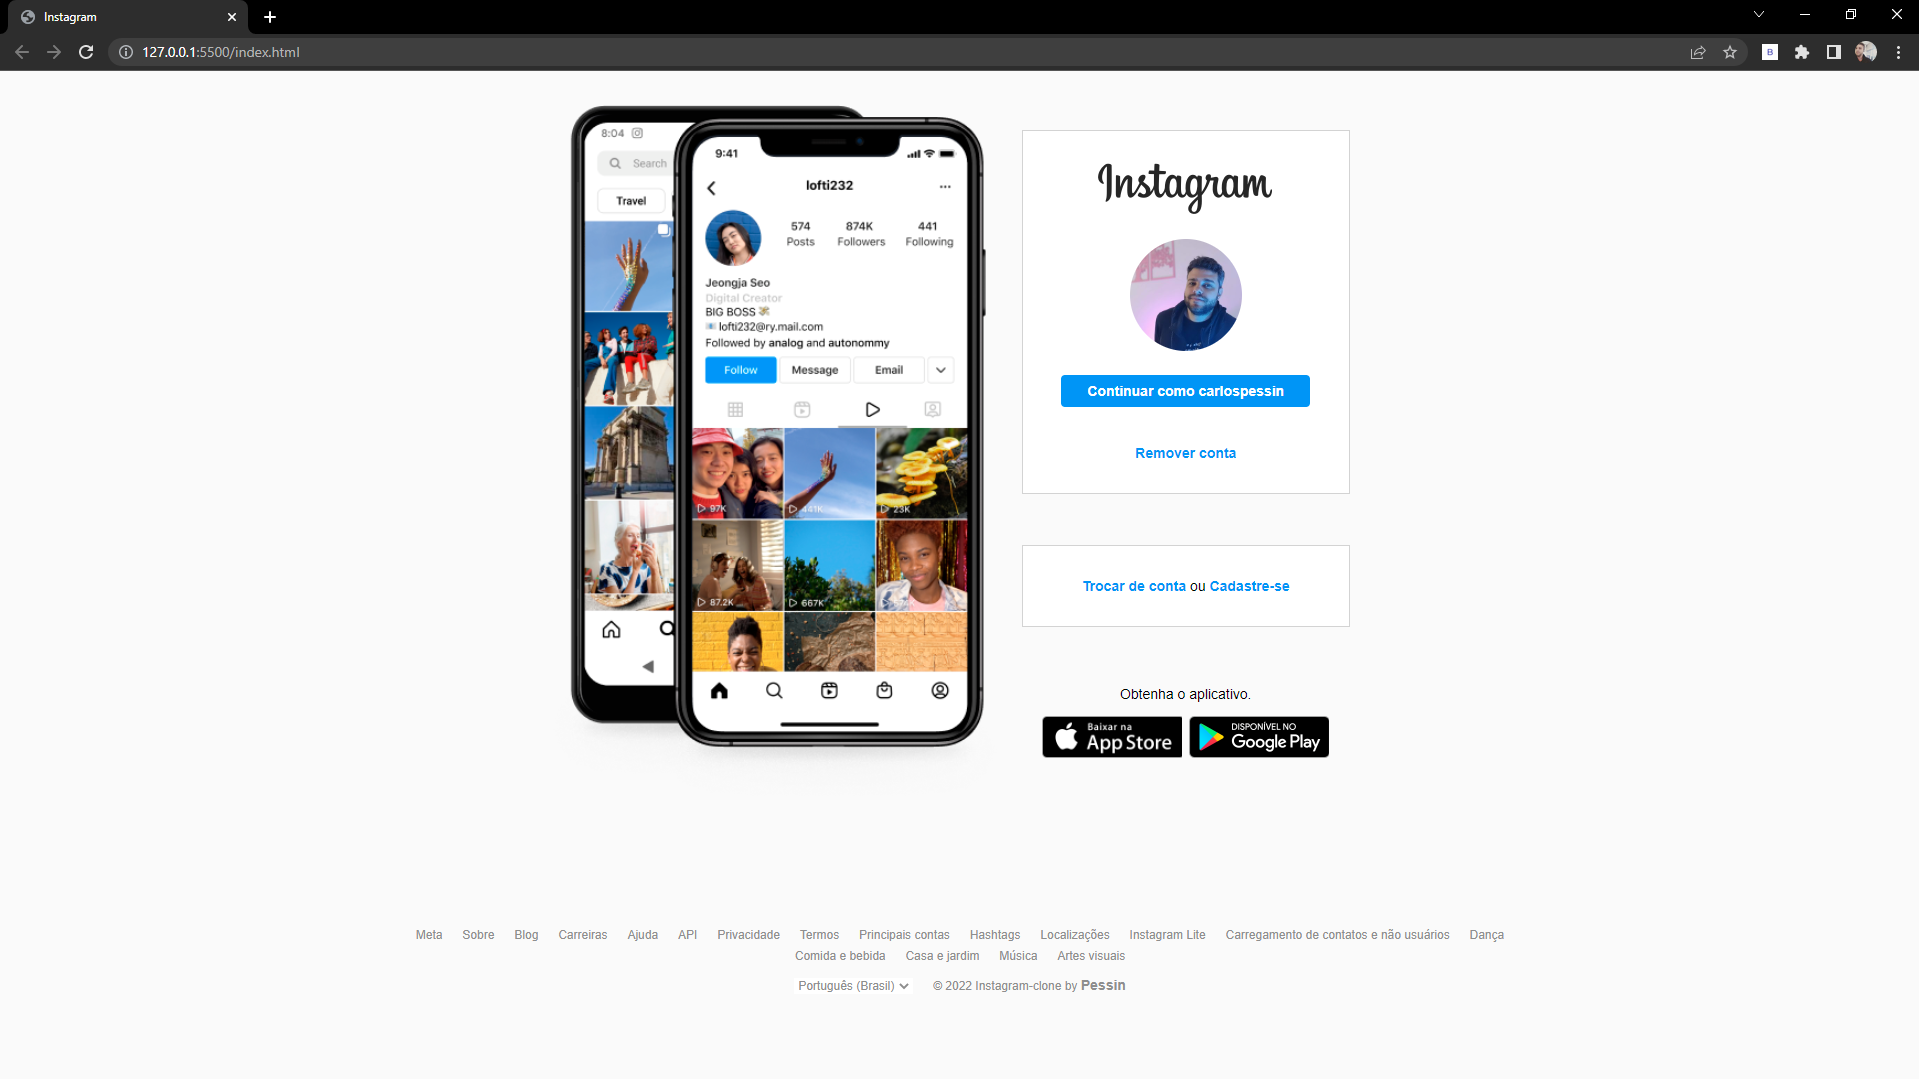 Instagram
127.0.0.1:5500/index.html
B
8:04
Search
Travel
9:41
lofti232
574
874K
441
Posts
Followers
Following
Jeongja Seo
Digital Creator
BIG BOSS
lofti232@ry.mail.com
Followed by analog and autonommy
Follow
Message
Email
97K
441K
23K
87.2K
667K
Instagram
Continuar como carlospessin
Remover conta
Trocar de conta ou Cadastre-se
Obtenha o aplicativo.
Baixar na
App Store
DISPONÍVEL NO
Google Play
Meta Sobre Blog Carreiras Ajuda API Privacidade Termos Principais contas Hashtags Localizações Instagram Lite Carregamento de contatos e não usuários Dança
Comida e bebida Casa e jardim Música Artes visuais
Português (Brasil) © 2022 Instagram-clone by Pessin